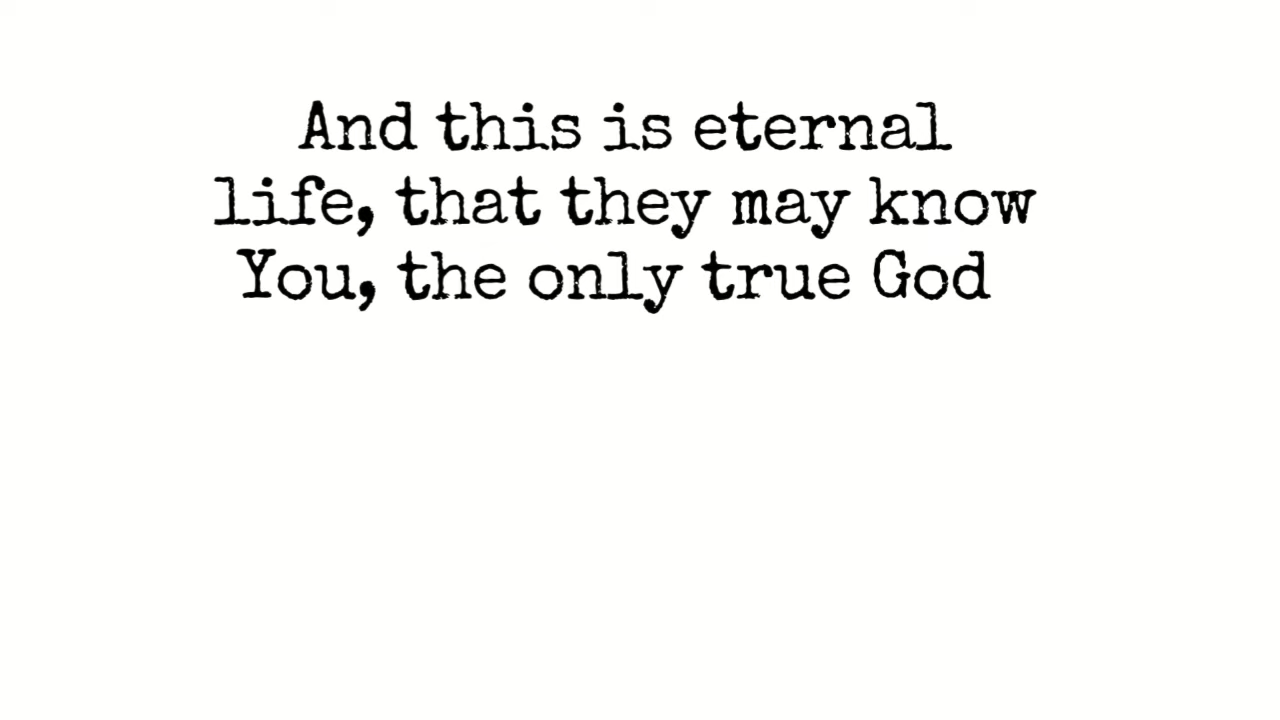 And this is eternal
life, that they may know
You, the only true God